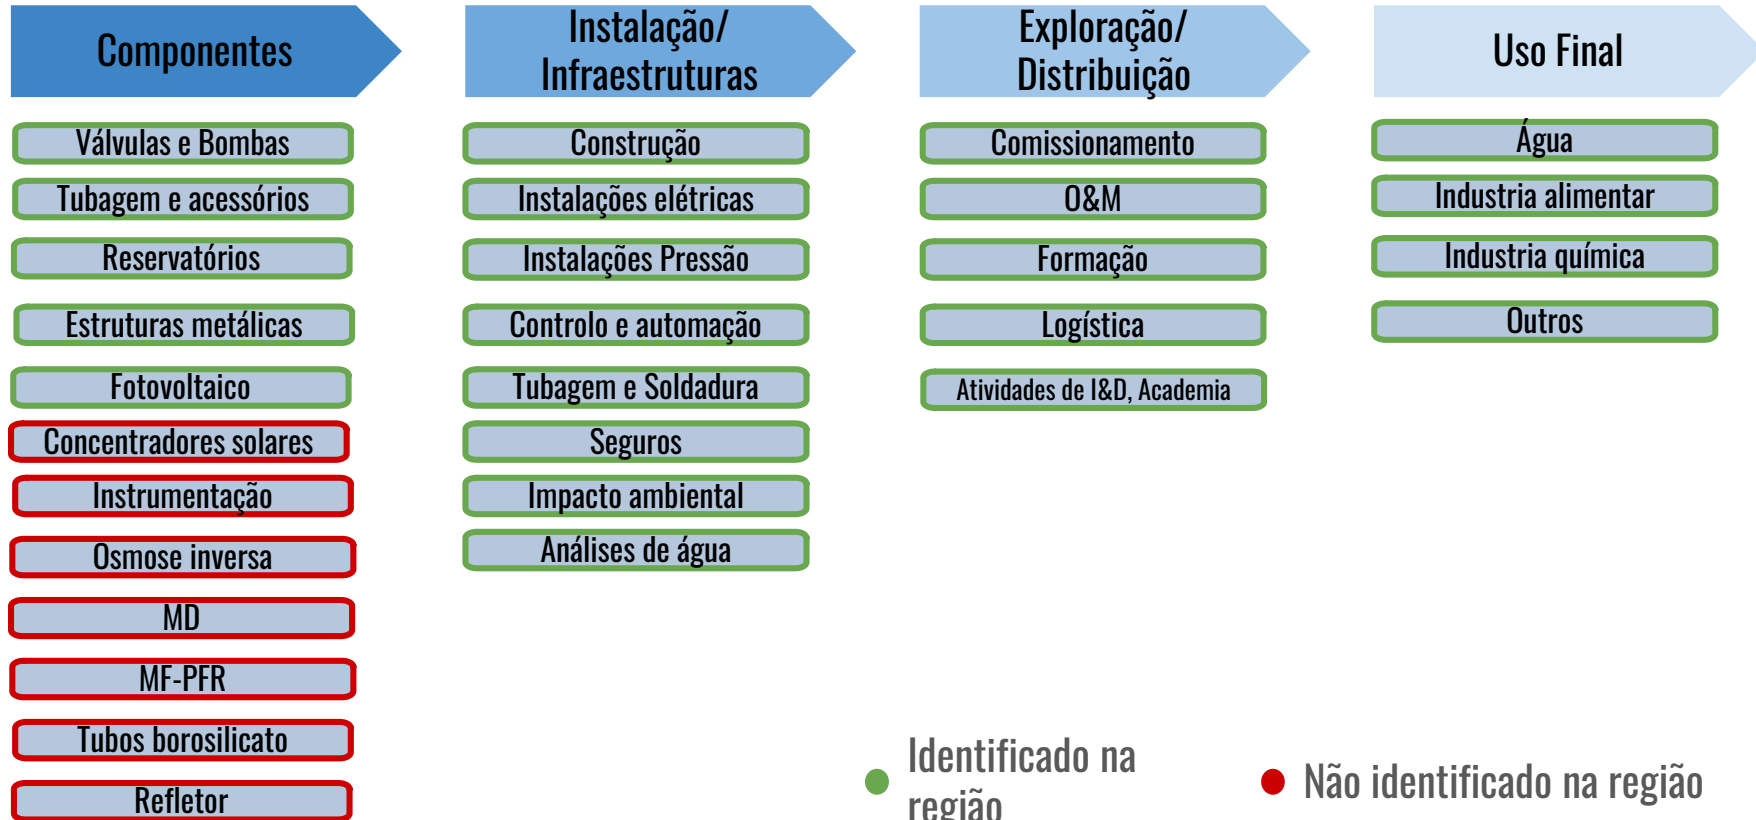 Componentes
Válvulas e Bombas
Tubagem e acessórios
Reservatórios
Estruturas metálicas
Fotovoltaico
Concentradores solares
Instrumentação
Osmose inversa
MD
MF-PFR
Tubos borosilicato
Refletor
Instalação/
Infraestruturas
Construção
Instalações elétricas
Instalações Pressão
Controlo e automação
Tubagem e Soldadura
Seguros
Impacto ambiental
Análises de água
Exploração/
Distribuição
Comissionamento
O&M
Formação
Logística
Atividades de I&D, Academia
Uso Final
Água
Industria alimentar
Industria química
Outros
Identificado na
região
Não identificado na região